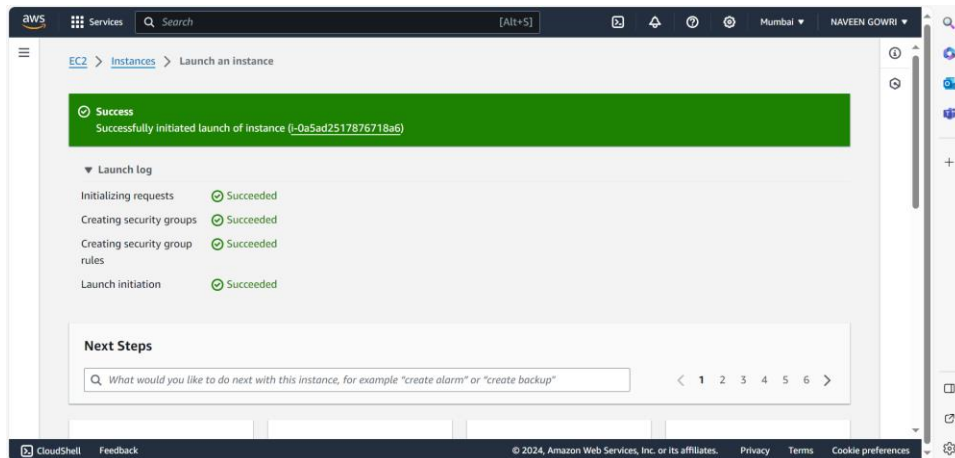 aws Services Search [Alt+S] Mumbai NAVEEN GOWRI
EC2 > Instances > Launch an instance
Success
Successfully initiated launch of instance (i-0a5ad2517876718a6)
Launch log
Initializing requests Succeeded
Creating security groups Succeeded
Creating security group Succeeded
rules
Launch initiation Succeeded
Next Steps
What would you like to do next with this instance, for example "create alarm" or "create backup"
1 2 3 4 5 6
CloudShell Feedback © 2024, Amazon Web Services, Inc. or its affiliates. Privacy Terms Cookie preferences